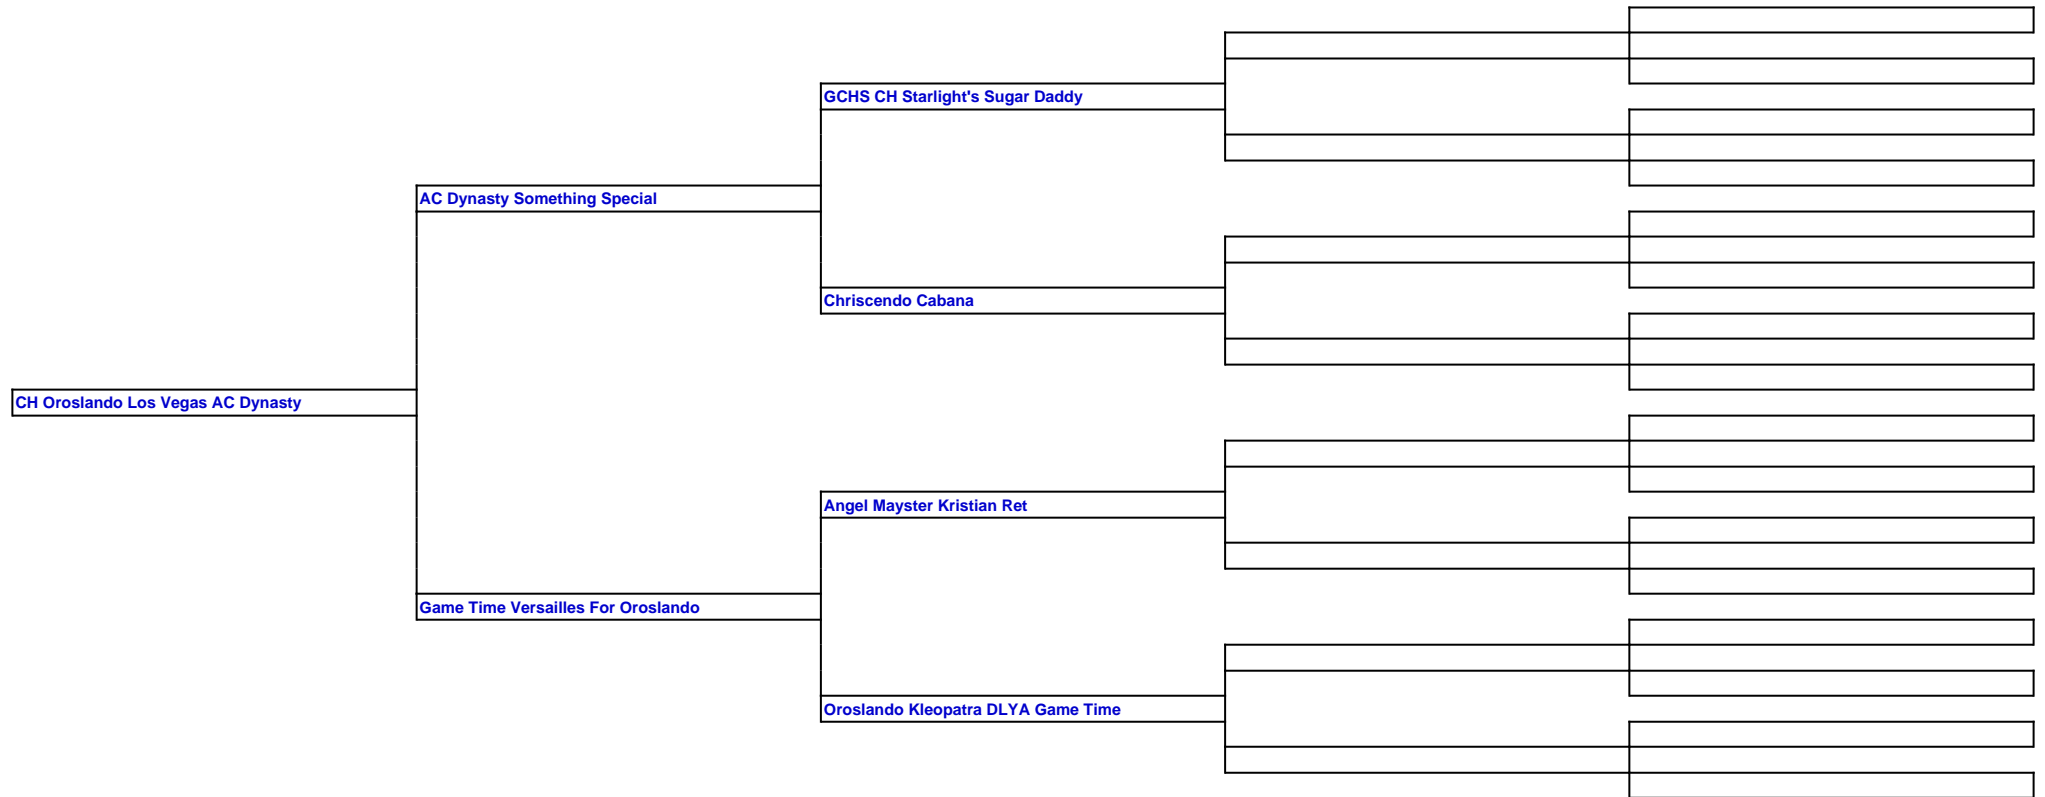 GCHS CH Starlight's Sugar Daddy
AC Dynasty Something Special
Chriscendo Cabana
CH Oroslando Los Vegas AC Dynasty
Angel Mayster Kristian Ret
Game Time Versailles For Oroslando
Oroslando Kleopatra DLYA Game Time